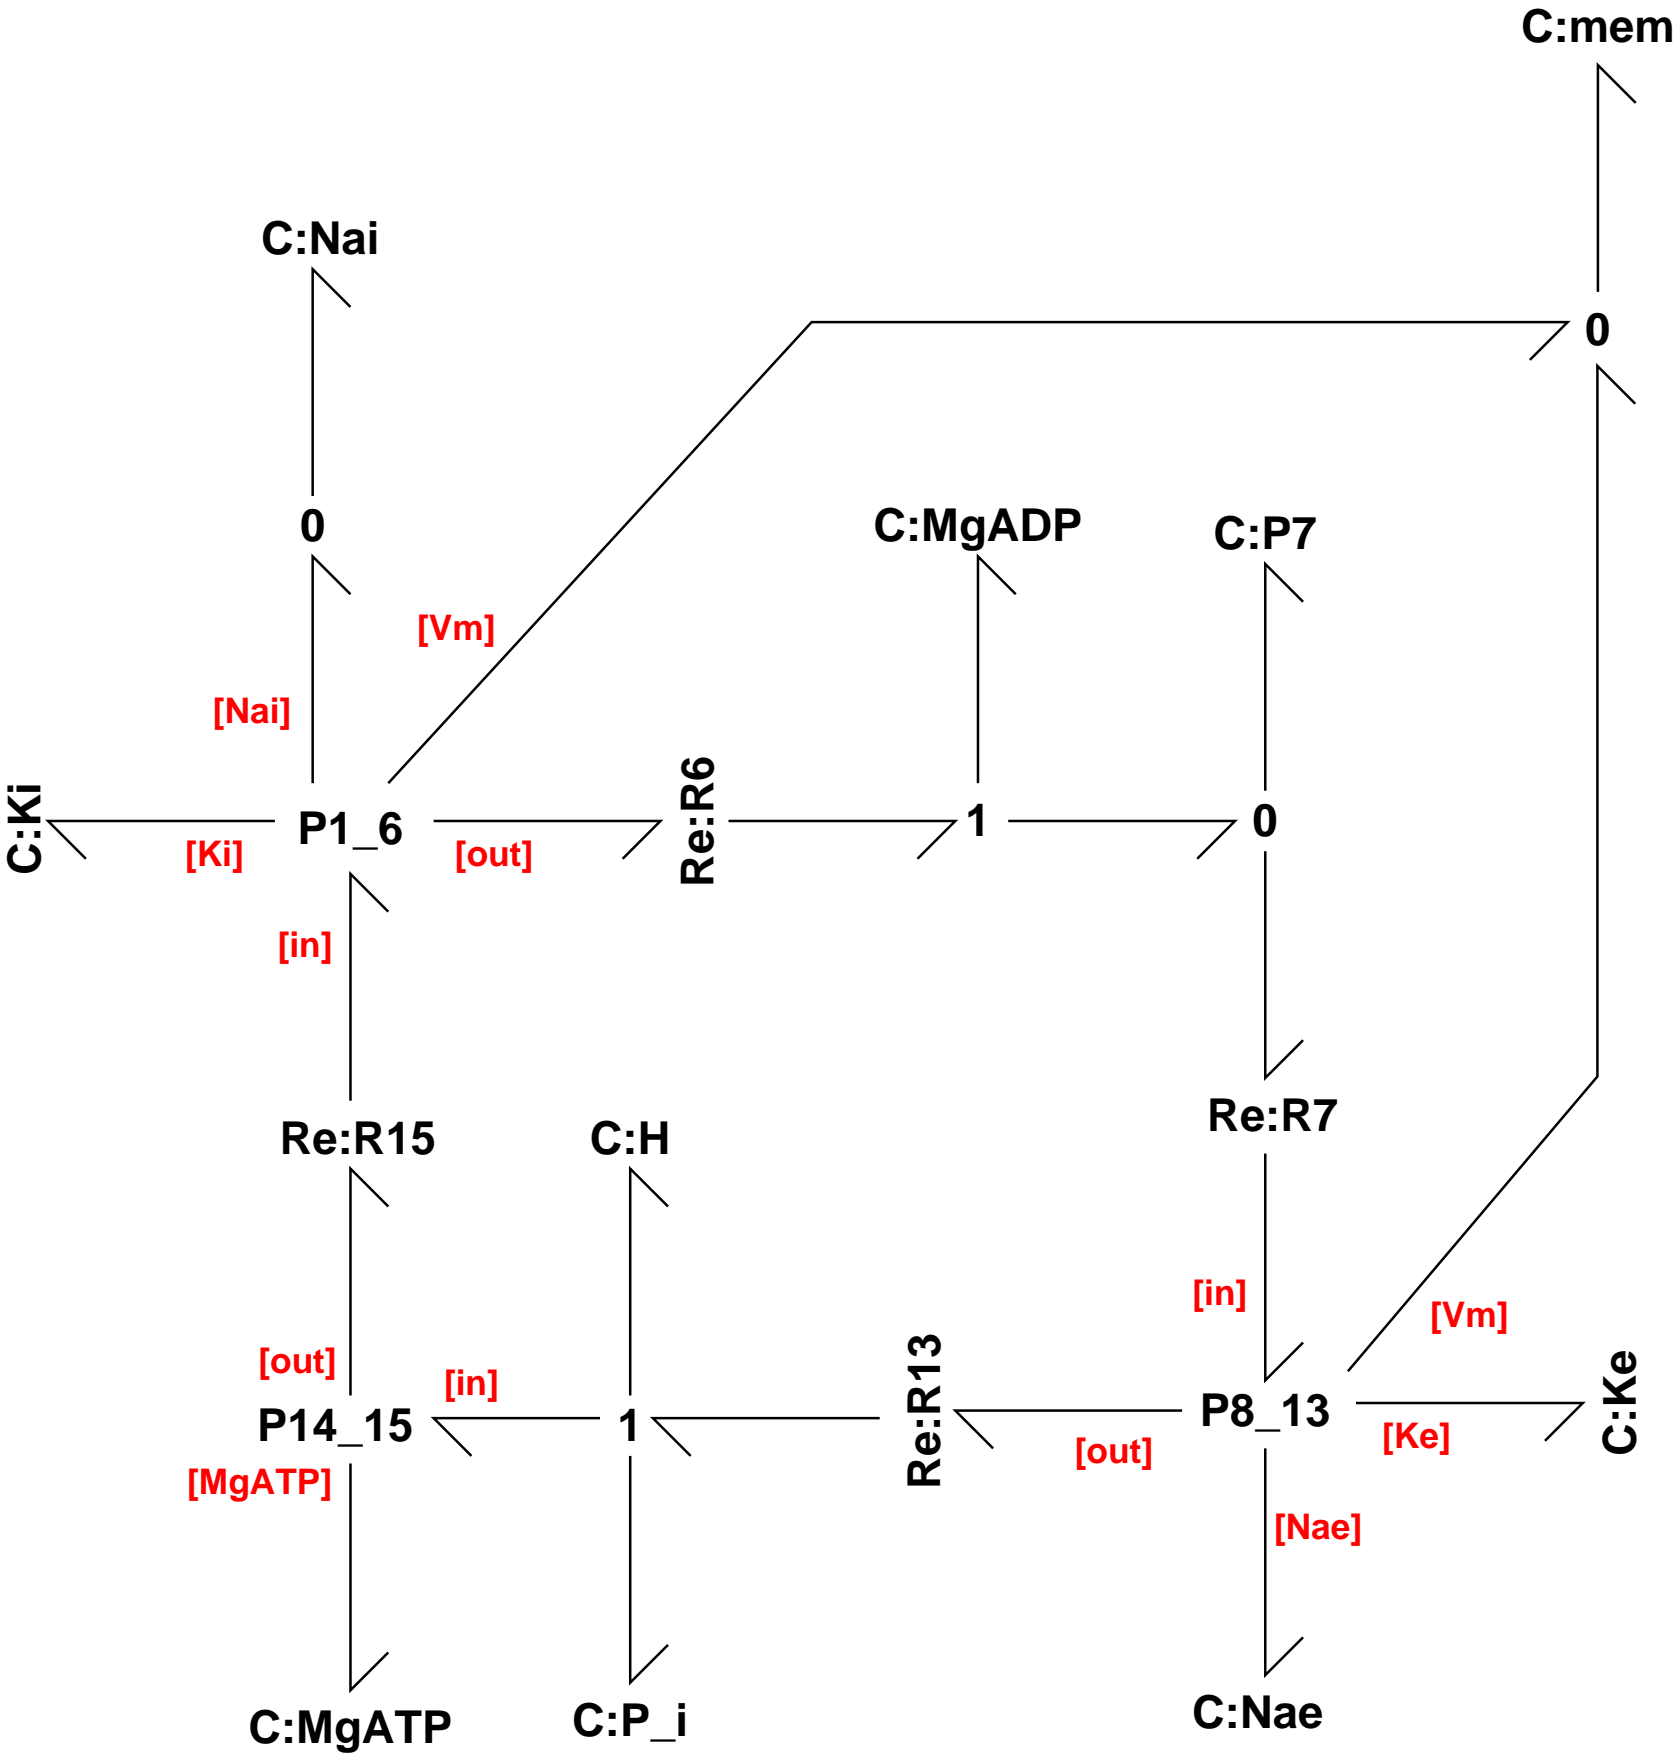 C:mem
C:Nai
0
0
C:MgADP
C:P7
[Vm]
[Nai]
C:Ki
P1_6
Re:R6
1
0
[Ki]
[out]
[in]
Re:R15
C:H
Re:R7
[in]
[Vm]
[out]
[in]
P14_15
1
Re:R13
P8_13
C:Ke
[out]
[Ke]
[MgATP]
[Nae]
C:MgATP
C:P_i
C:Nae